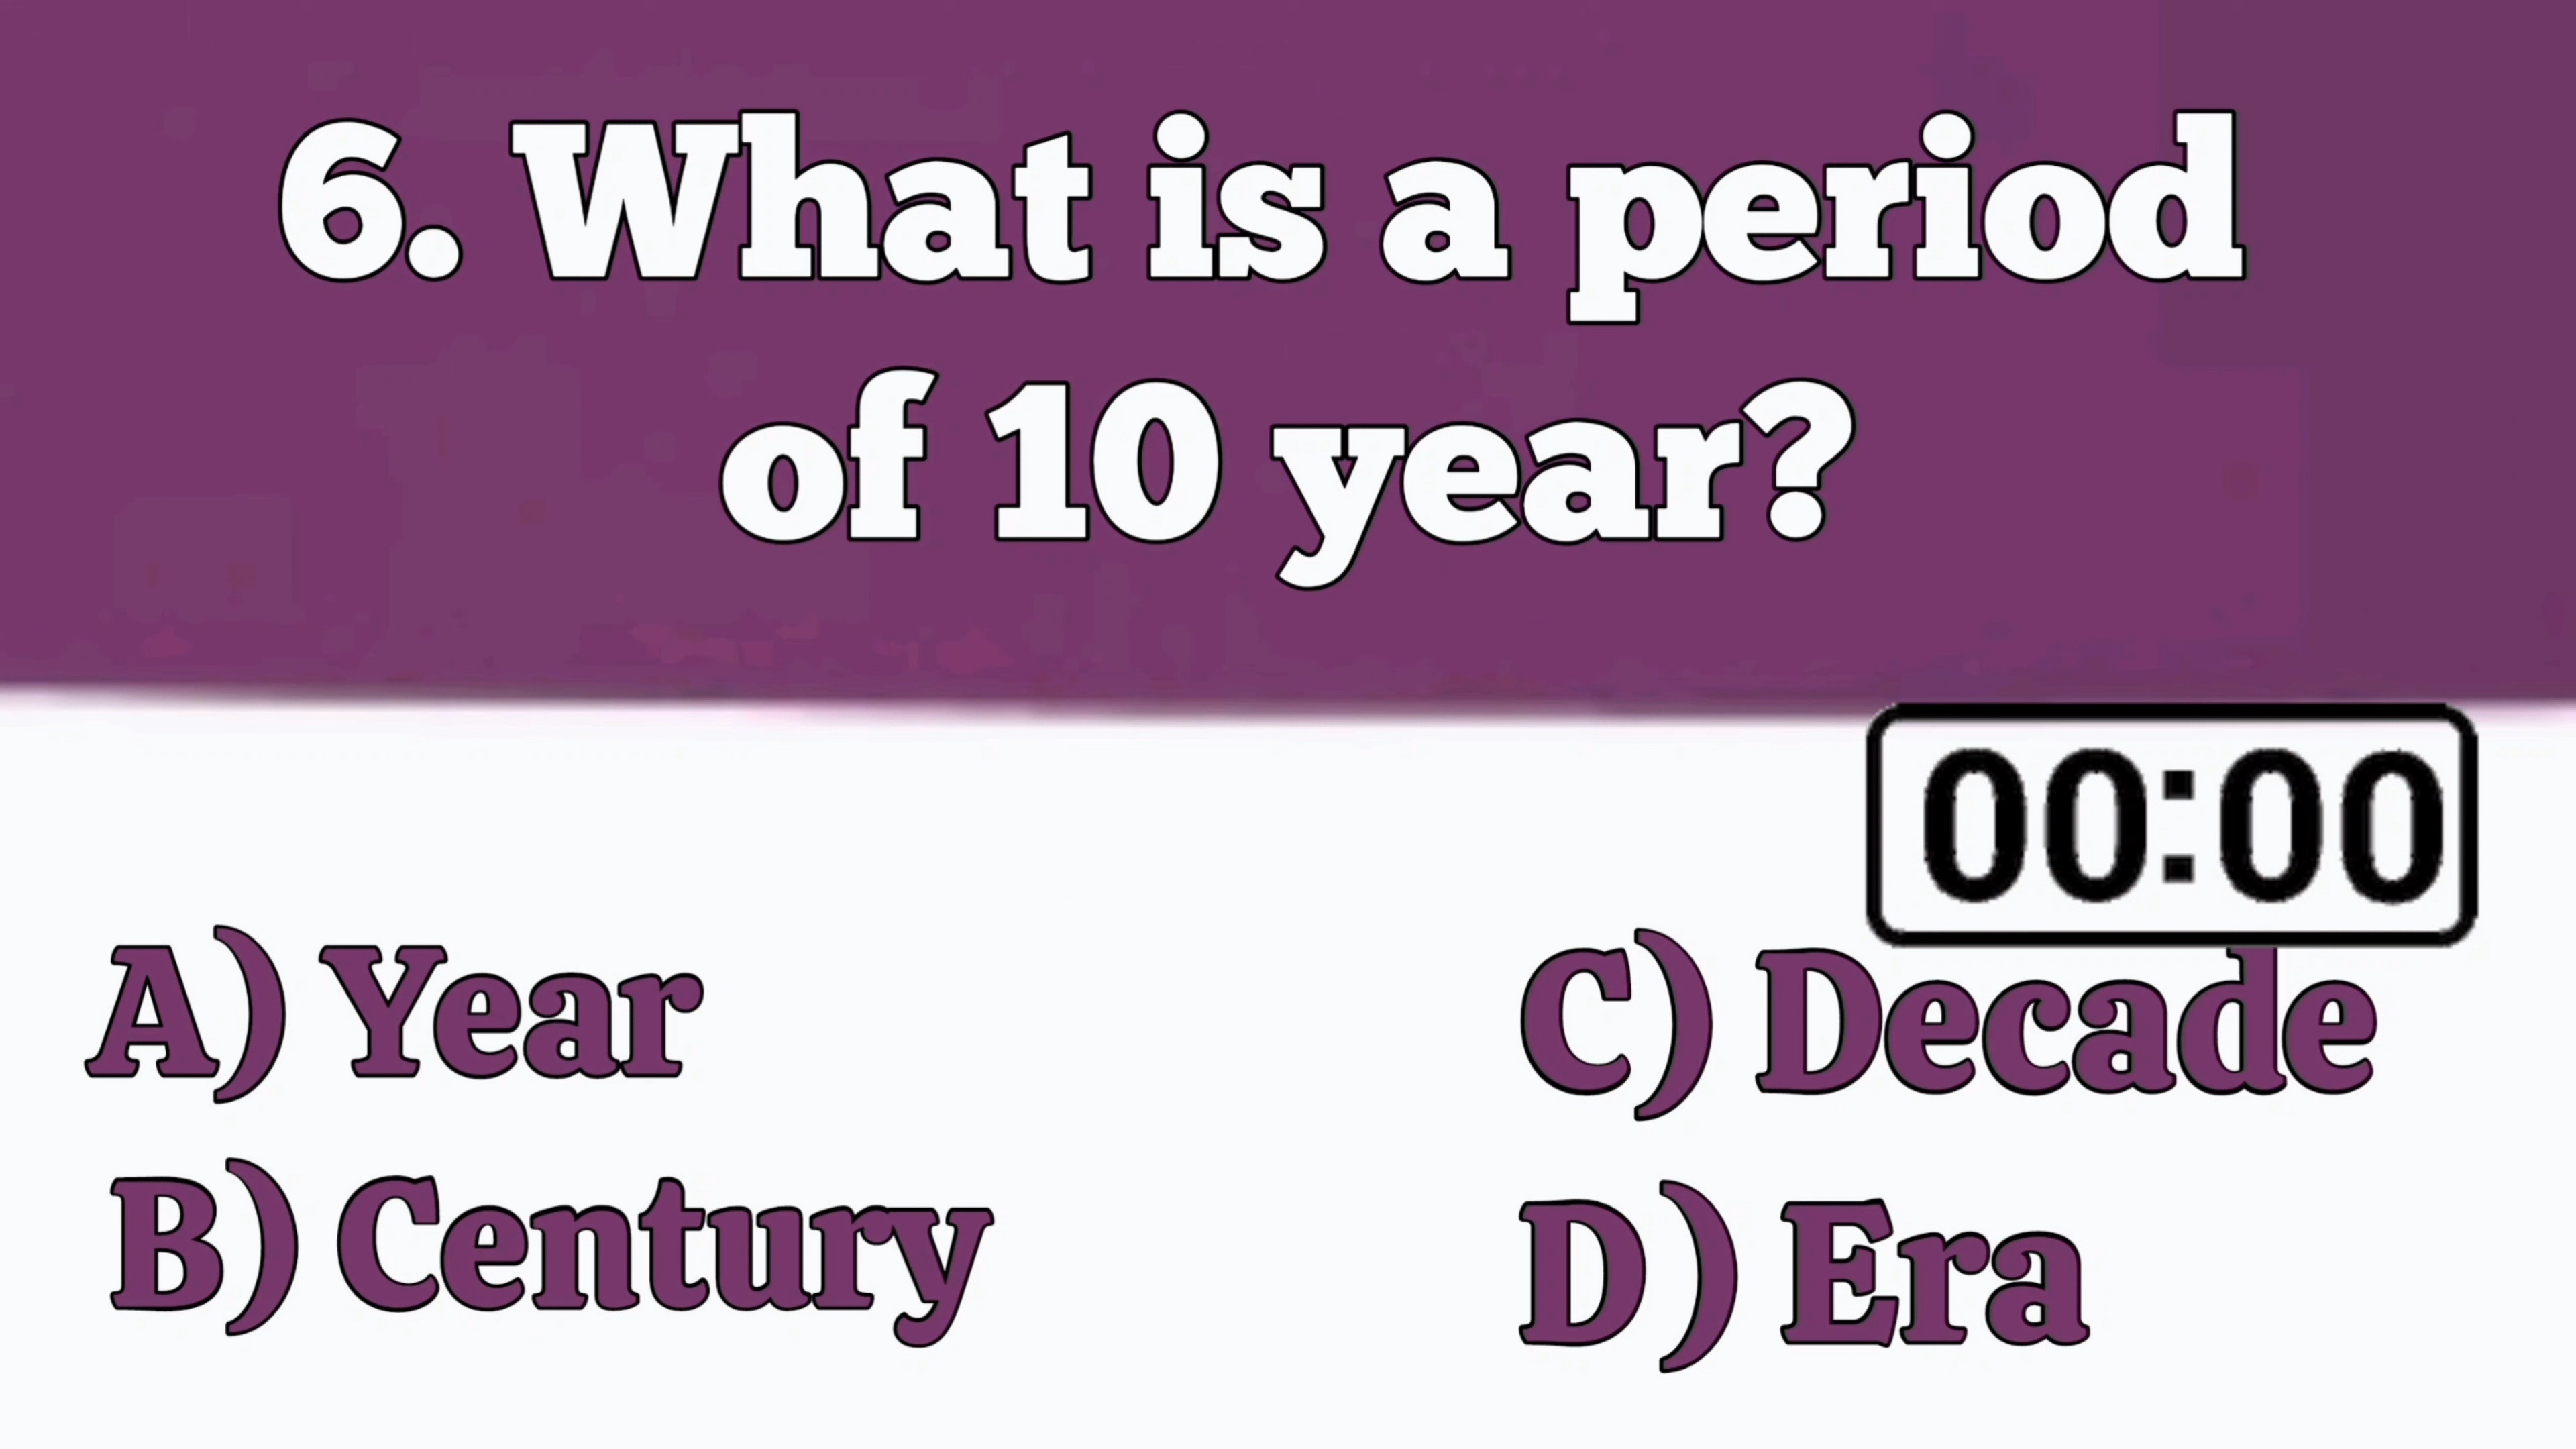 6. What is a period
of 10 year?
00:00
A) Year
C) Decade
B) Century
D) Era